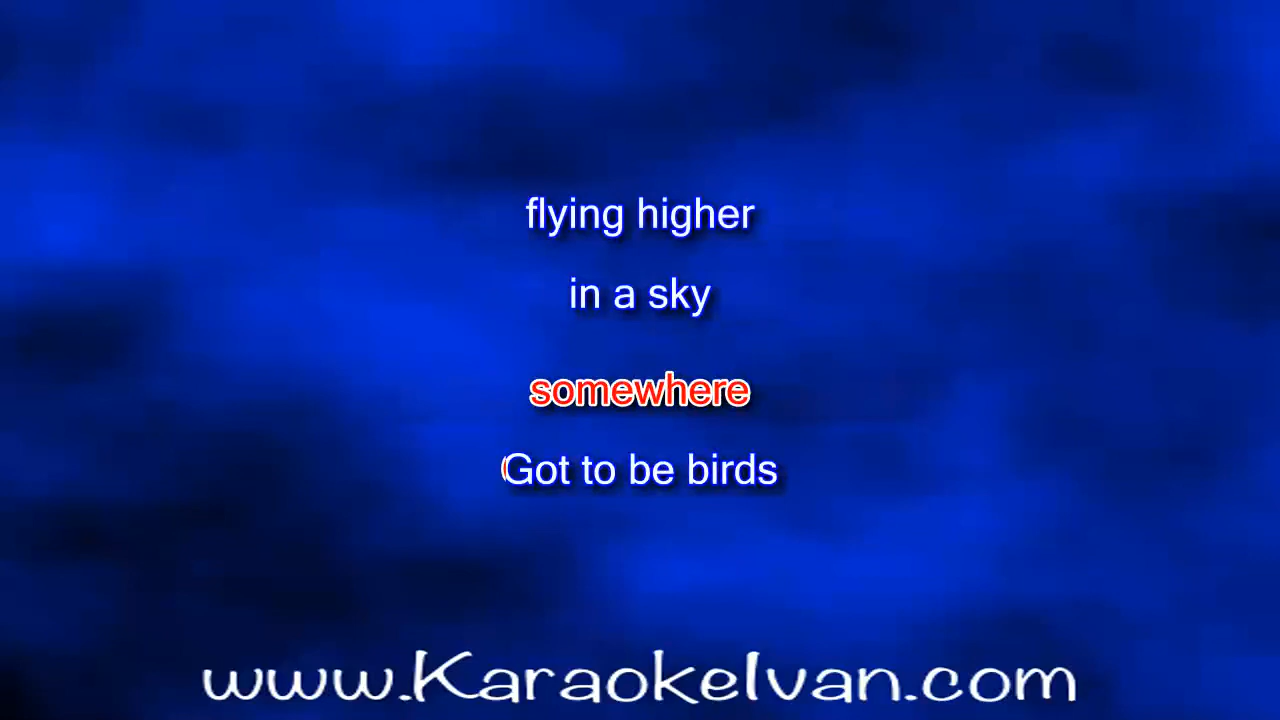 flying higher
in a sky
somewhere
Got to be birds
www.KaraokeIvan.com